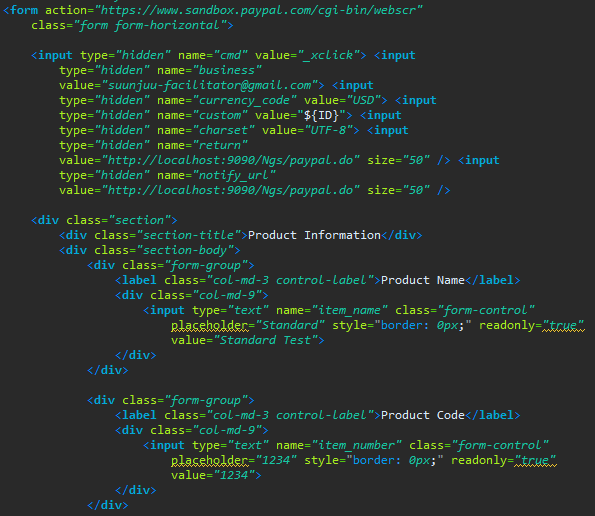 <form action="https://www.sandbox.paypal.com/cgi-bin/webscr"
class="form form-horizontal">
<input type="hidden" name="cmd" value="_xclick"> <input
type="hidden" name="business"
value="suunjuu-facilitator@gmail.com"> <input
type="hidden" name="currency_code" value="USD"> <input
type="hidden" name="custom" value="${ID}"> <input
type="hidden" name="charset" value="UTF-8"> <input
type="hidden" name="return"
value="http://localhost:9090/Ngs/paypal.do" size="50" /> <input
type="hidden" name="notify_url"
value="http://localhost:9090/Ngs/paypal.do" size="50" />
<div class="section">
<div class="section-title">Product Information</div>
<div class="section-body">
<div class="form-group">
<label class="col-md-3 control-label">Product Name</label>
<div class="col-md-9">
<input type="text" name="item_name" class="form-control"
placeholder="Standard" style="border: 0px;" readonly="true"
value="Standard Test">
</div>
</div>
<div class="form-group">
<label class="col-md-3 control-label">Product Code</label>
<div class="col-md-9">
<input type="text" name="item_number" class="form-control"
placeholder="1234" style="border: 0px;" readonly="true"
value="1234">
</div>
</div>